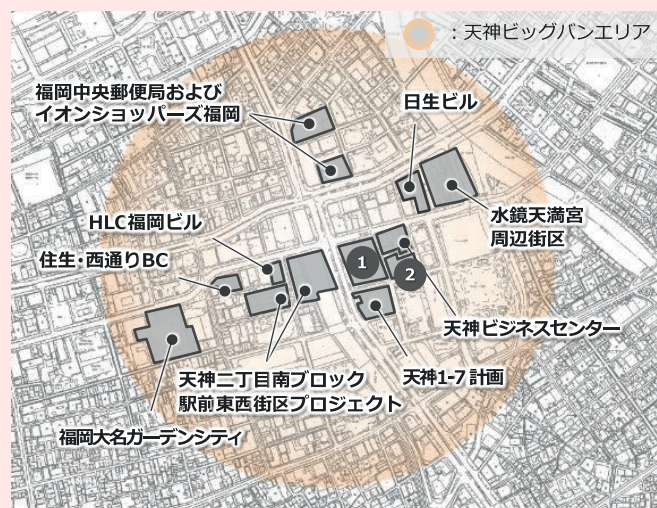 ：天神ビッグバンエリア
福岡中央郵便局および
イオンショッパーズ福岡
日生ビル
水鏡天満宮
周辺街区
HLC福岡ビル
住生・西通りBC
1
2
天神ビジネスセンター
天神二丁目南ブロック
駅前東西街区プロジェクト
天神1-7 計画
福岡大名ガーデンシティ